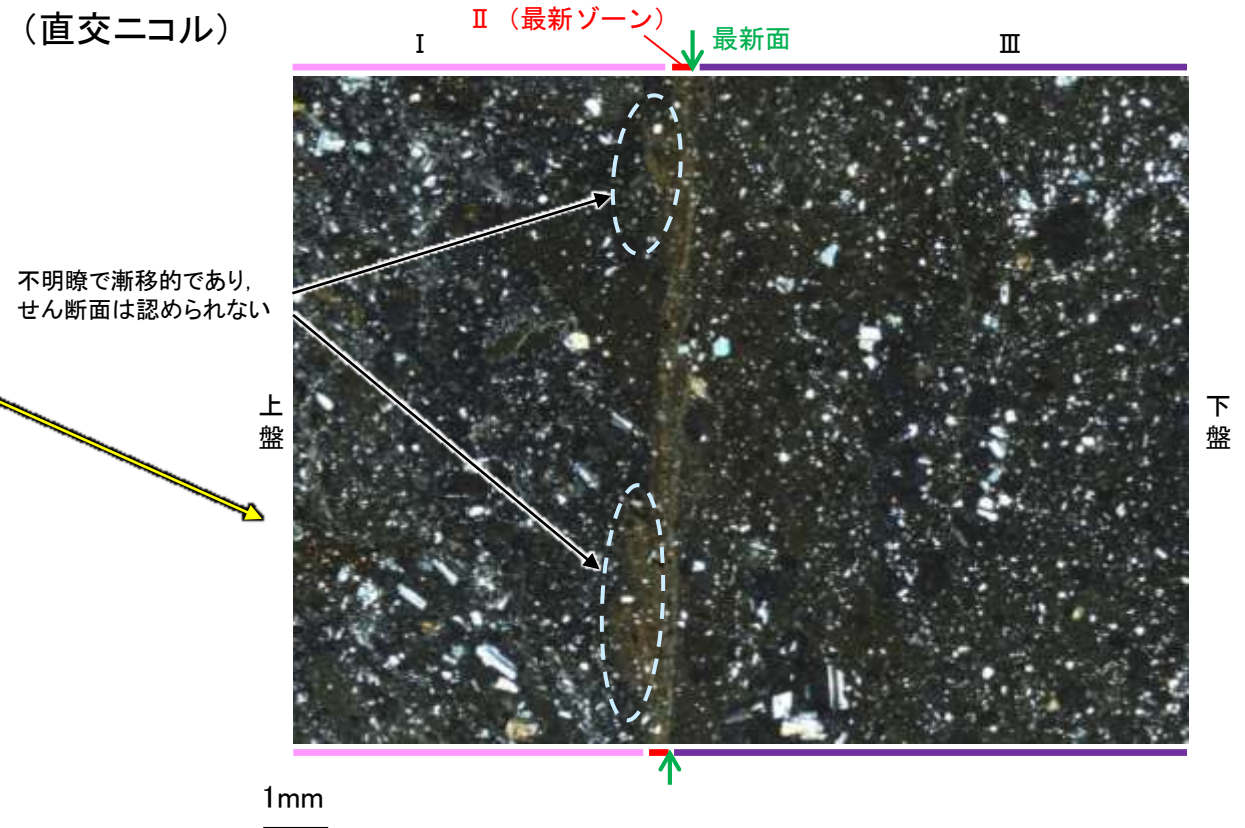 （直交ニコル）
Ⅱ（最新ゾーン）
Ⅰ
最新面
Ⅲ
不明瞭で漸移的であり，
せん断面は認められない
上
盤
下
盤
1mm